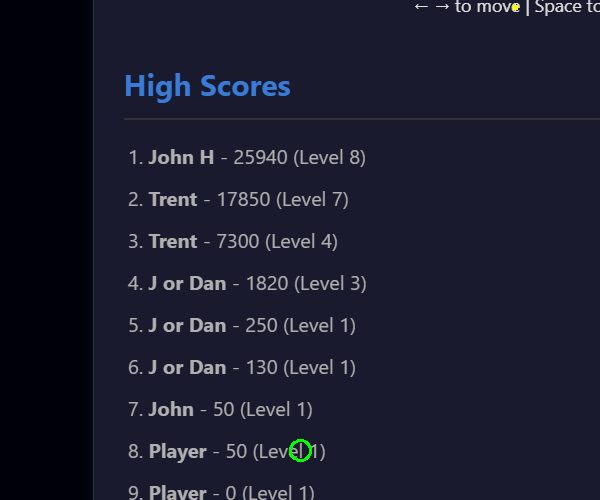 ← → to move | Space to
High Scores
1. John H - 25940 (Level 8)
2. Trent - 17850 (Level 7)
3. Trent - 7300 (Level 4)
4. J or Dan - 1820 (Level 3)
5. J or Dan - 250 (Level 1)
6. J or Dan - 130 (Level 1)
7. John - 50 (Level 1)
8. Player - 50 (Level 1)
9. Player - 0 (Level 1)